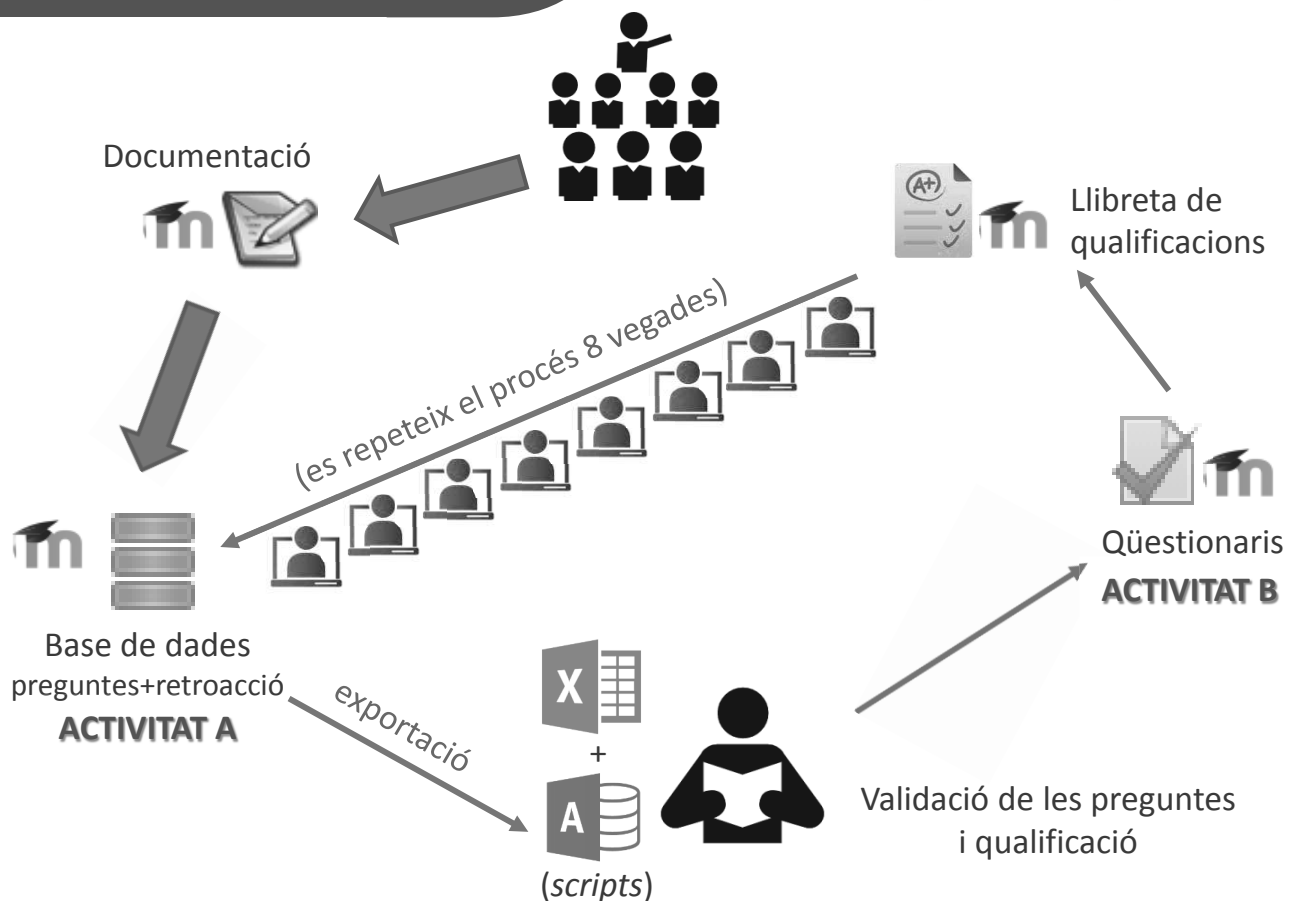 Documentació
m
A+
m
Llibreta de
qualificacions
(es repeteix el procés 8 vegades)
m
Qüestionaris
ACTIVITAT B
m
Base de dades
preguntes+retroacció
ACTIVITAT A
exportació
X
+
A
(scripts)
Validació de les preguntes
i qualificació